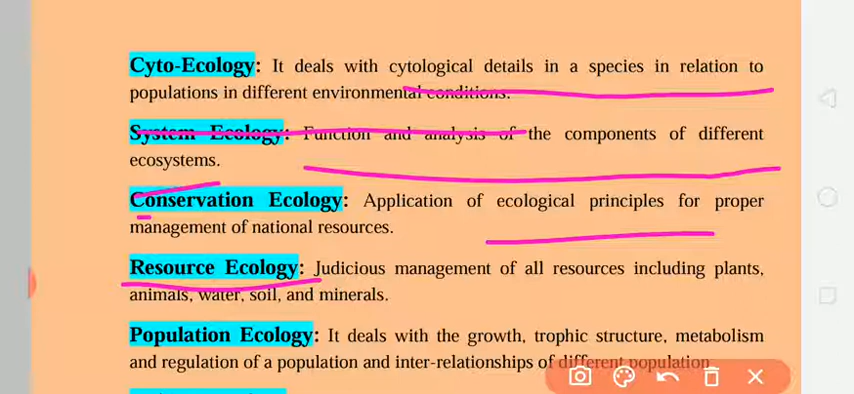 Cyto-Ecology: It deals with cytological details in a species in relation to
populations in different environmental conditions.
System Ecology: Function and analysis of the components of different
ecosystems.
Conservation Ecology: Application of ecological principles for proper
management of national resources.
Resource Ecology: Judicious management of all resources including plants,
animals, water, soil, and minerals.
Population Ecology: It deals with the growth, trophic structure, metabolism
and regulation of a population and inter-relationships of different population